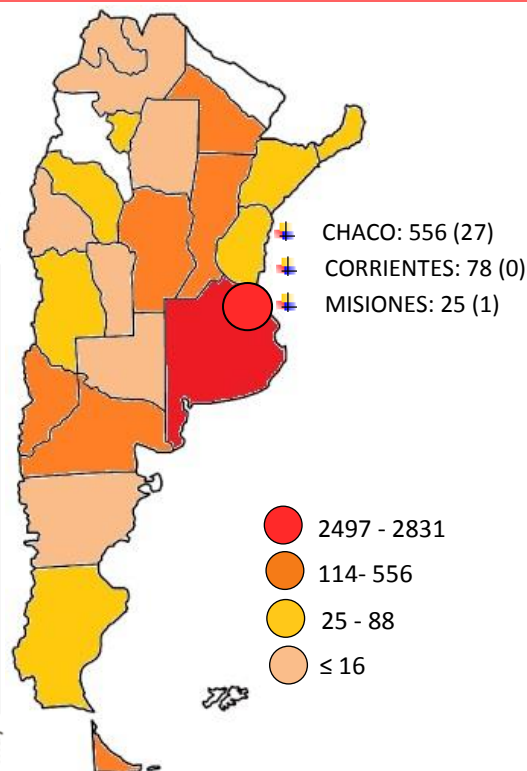 CHACO: 556 (27)
CORRIENTES: 78 (0)
MISIONES: 25 (1)
2497 - 2831
114- 556
25 - 88
≤ 16